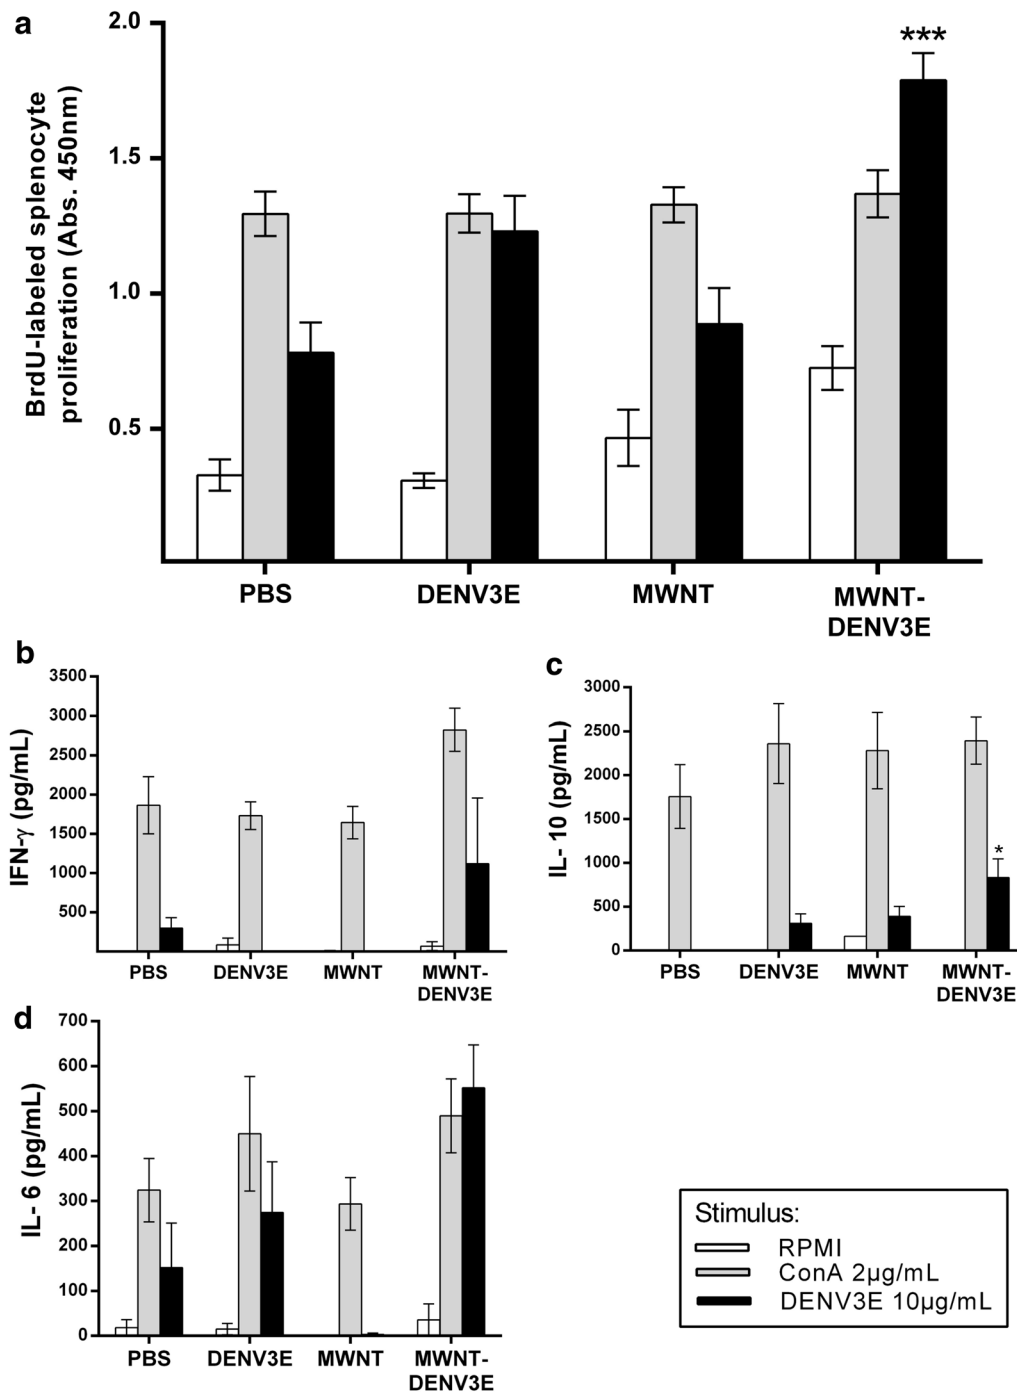 a
BrdU-labeled splenocyte
proliferation (Abs. 450nm)
2.0
1.5
1.0
0.5
***
PBS DENV3E MWNT MWNT-
DENV3E
b
IFN-γ (pg/mL)
3500
3000
2500
2000
1500
1000
500
PBS DENV3E MWNT MWNT-
DENV3E
c
IL- 10 (pg/mL)
3000
2500
2000
1500
1000
500
0
*
PBS DENV3E MWNT MWNT-
DENV3E
d
IL- 6 (pg/mL)
700
600
500
400
300
200
100
0
PBS DENV3E MWNT MWNT-
DENV3E
Stimulus:
RPMI
ConA 2µg/mL
DENV3E 10µg/mL